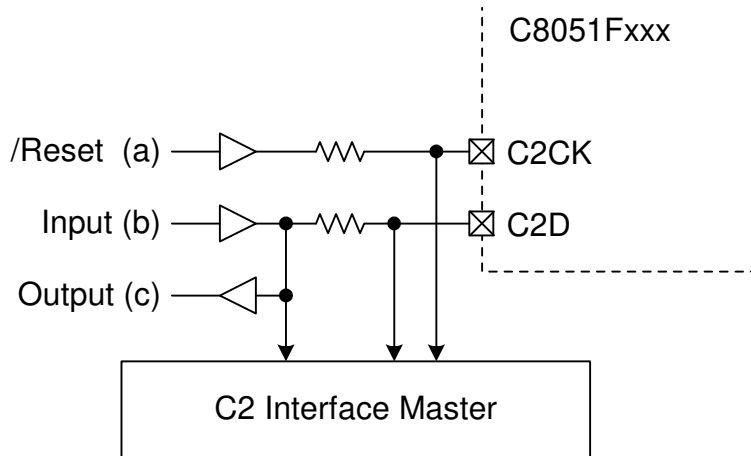 C8051Fxxx
/Reset (a)
C2CK
Input (b)
C2D
Output (c)
C2 Interface Master